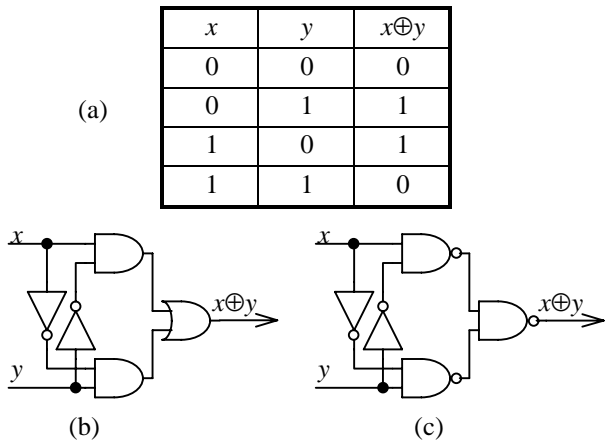 x y x⊕y
0 0 0
0 1 1
(a)
1 0 1
1 1 0
x x
x⊕y x⊕y
y y
(b) (c)